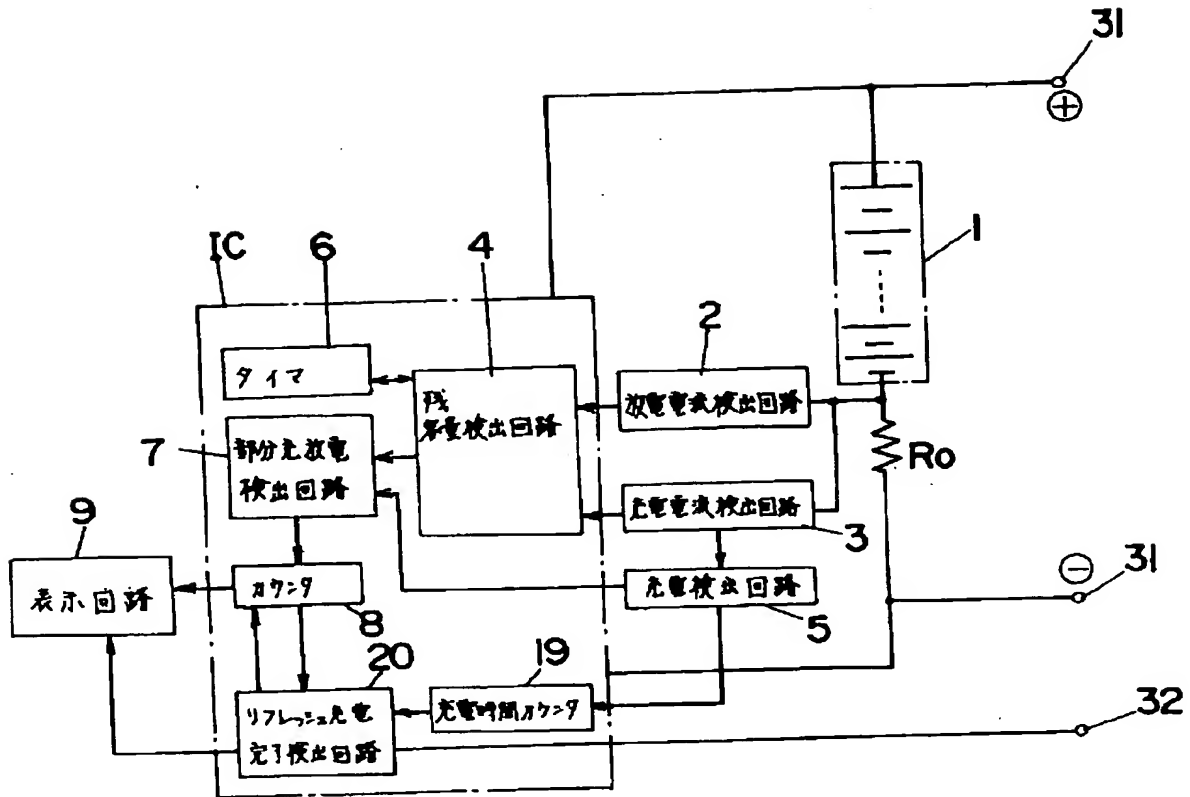 31
⊕
1
IC
6
4
2
タイマ
残
容量検出回路
放電電流検出回路
Ro
7
部分充放電
検出回路
充電電流検出回路
3
9
表示回路
カウンタ
8
充電検出回路
5
⊖
31
20
19
リフレッシュ充電
完了検出回路
充電時間カウンタ
32